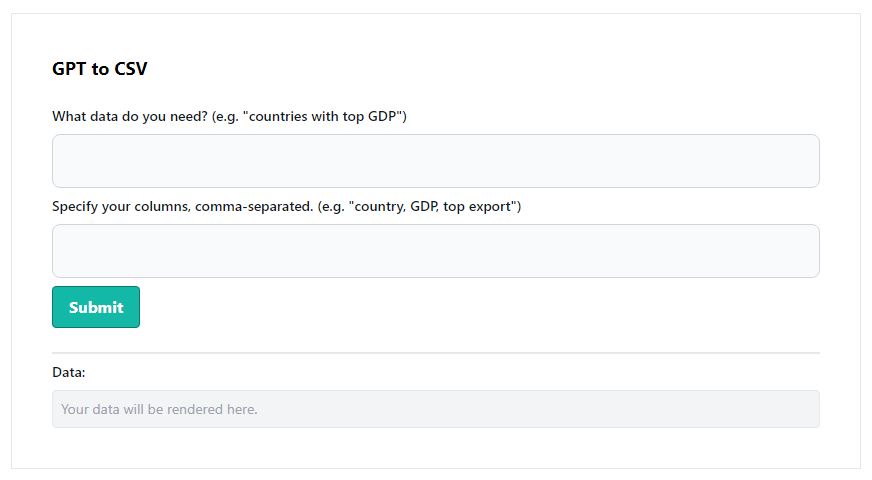 GPT to CSV
What data do you need? (e.g. "countries with top GDP")
Specify your columns, comma-separated. (e.g. "country, GDP, top export")
Submit
Data:
Your data will be rendered here.